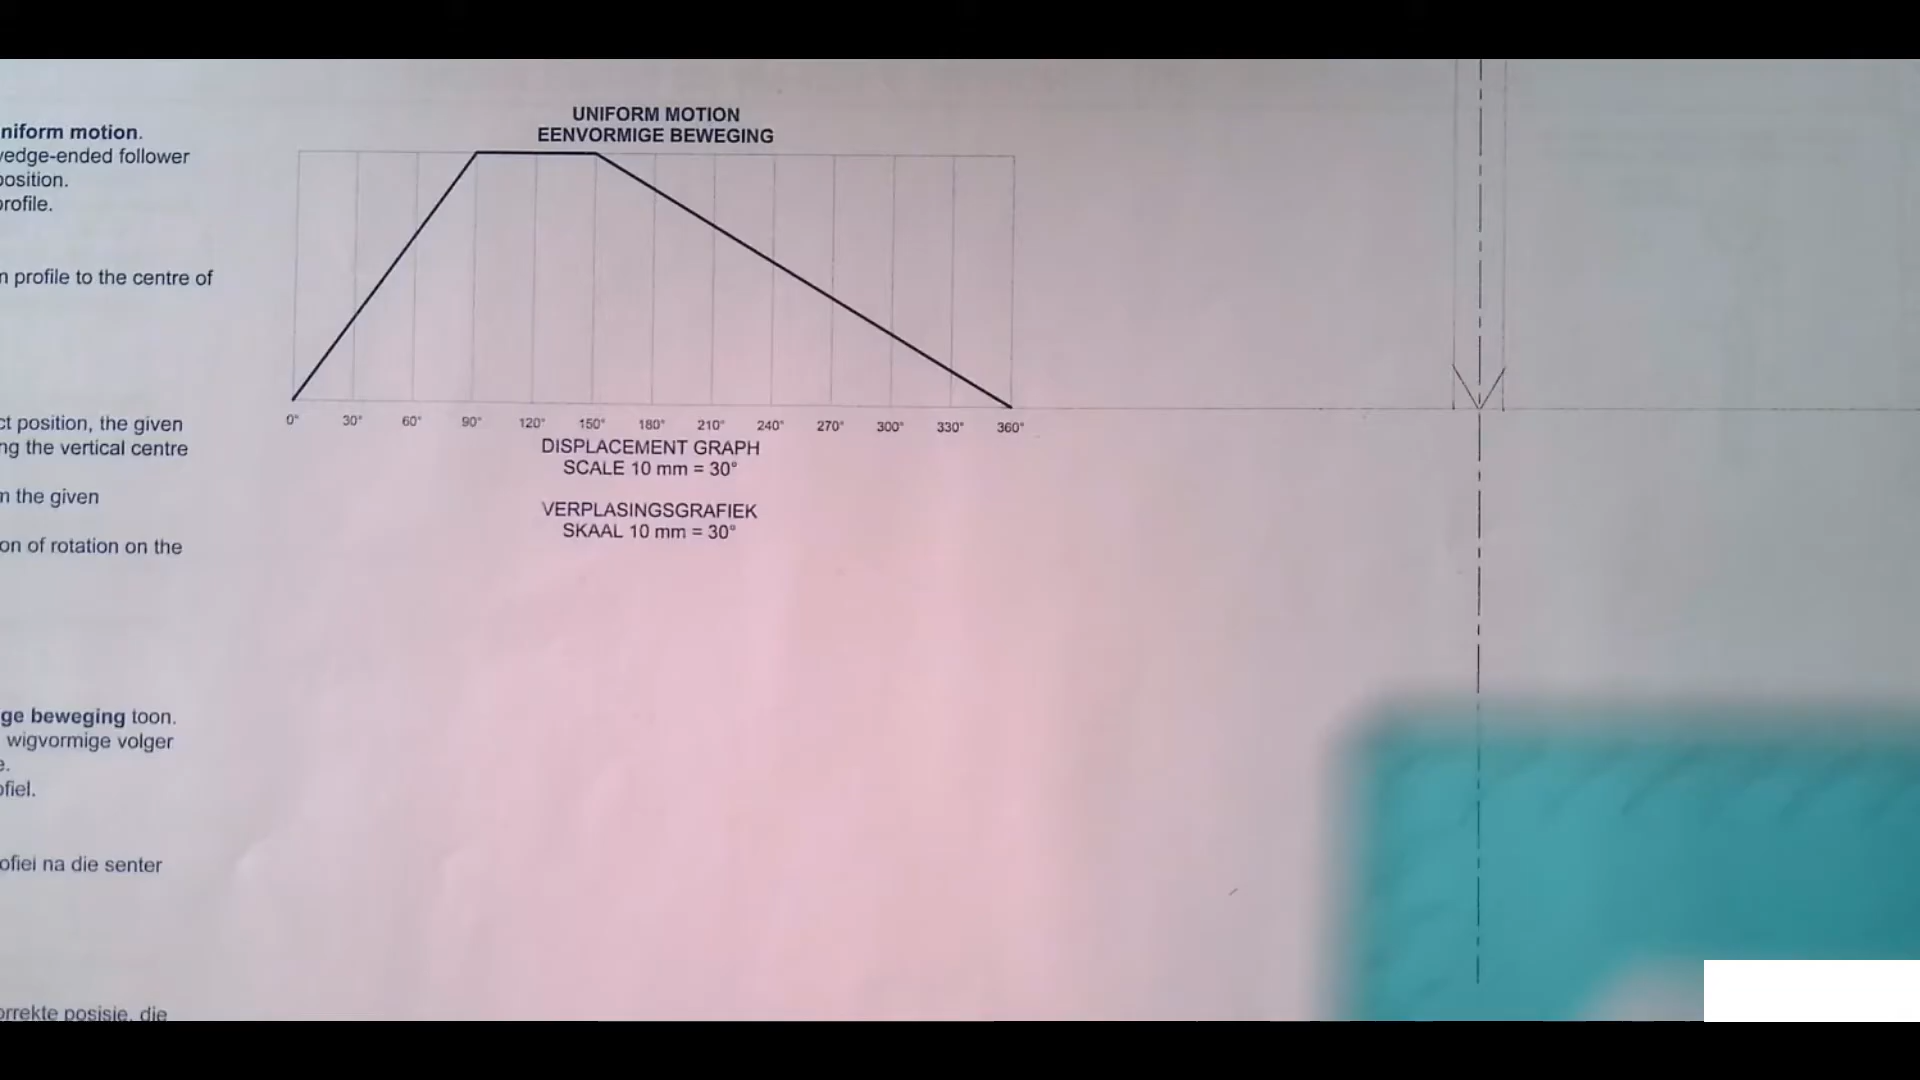 niform motion.
edge-ended follower
position.
profile.
profile to the centre of
ct position, the given
ng the vertical centre
the given
on of rotation on the
ge beweging toon.
wigvormige volger
e.
ofiel.
ofiel na die senter
orrekte posisie, die
UNIFORM MOTION
EENVORMIGE BEWEGING
0° 30° 60° 90° 120° 150° 180° 210° 240° 270° 300° 330° 360°
DISPLACEMENT GRAPH
SCALE 10 mm = 30°
VERPLASINGSGRAFIEK
SKAAL 10 mm = 30°